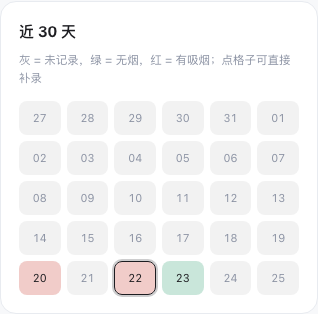 近 30 天
灰 = 未记录，绿 = 无烟，红 = 有吸烟；点格子可直接
补录
27 28 29 30 31 01
02 03 04 05 06 07
08 09 10 11 12 13
14 15 16 17 18 19
20 21 22 23 24 25